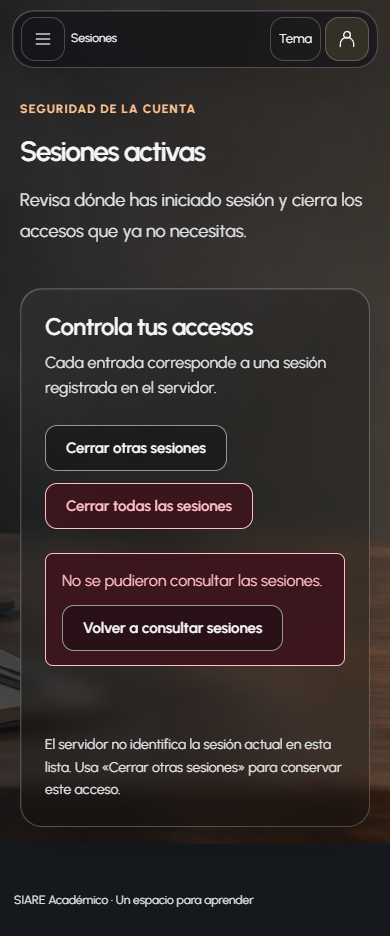 Sesiones
Tema
SEGURIDAD DE LA CUENTA
Sesiones activas
Revisa dónde has iniciado sesión y cierra los
accesos que ya no necesitas.
Controla tus accesos
Cada entrada corresponde a una sesión
registrada en el servidor.
Cerrar otras sesiones
Cerrar todas las sesiones
No se pudieron consultar las sesiones.
Volver a consultar sesiones
El servidor no identifica la sesión actual en esta
lista. Usa «Cerrar otras sesiones» para conservar
este acceso.
SIARE Académico · Un espacio para aprender